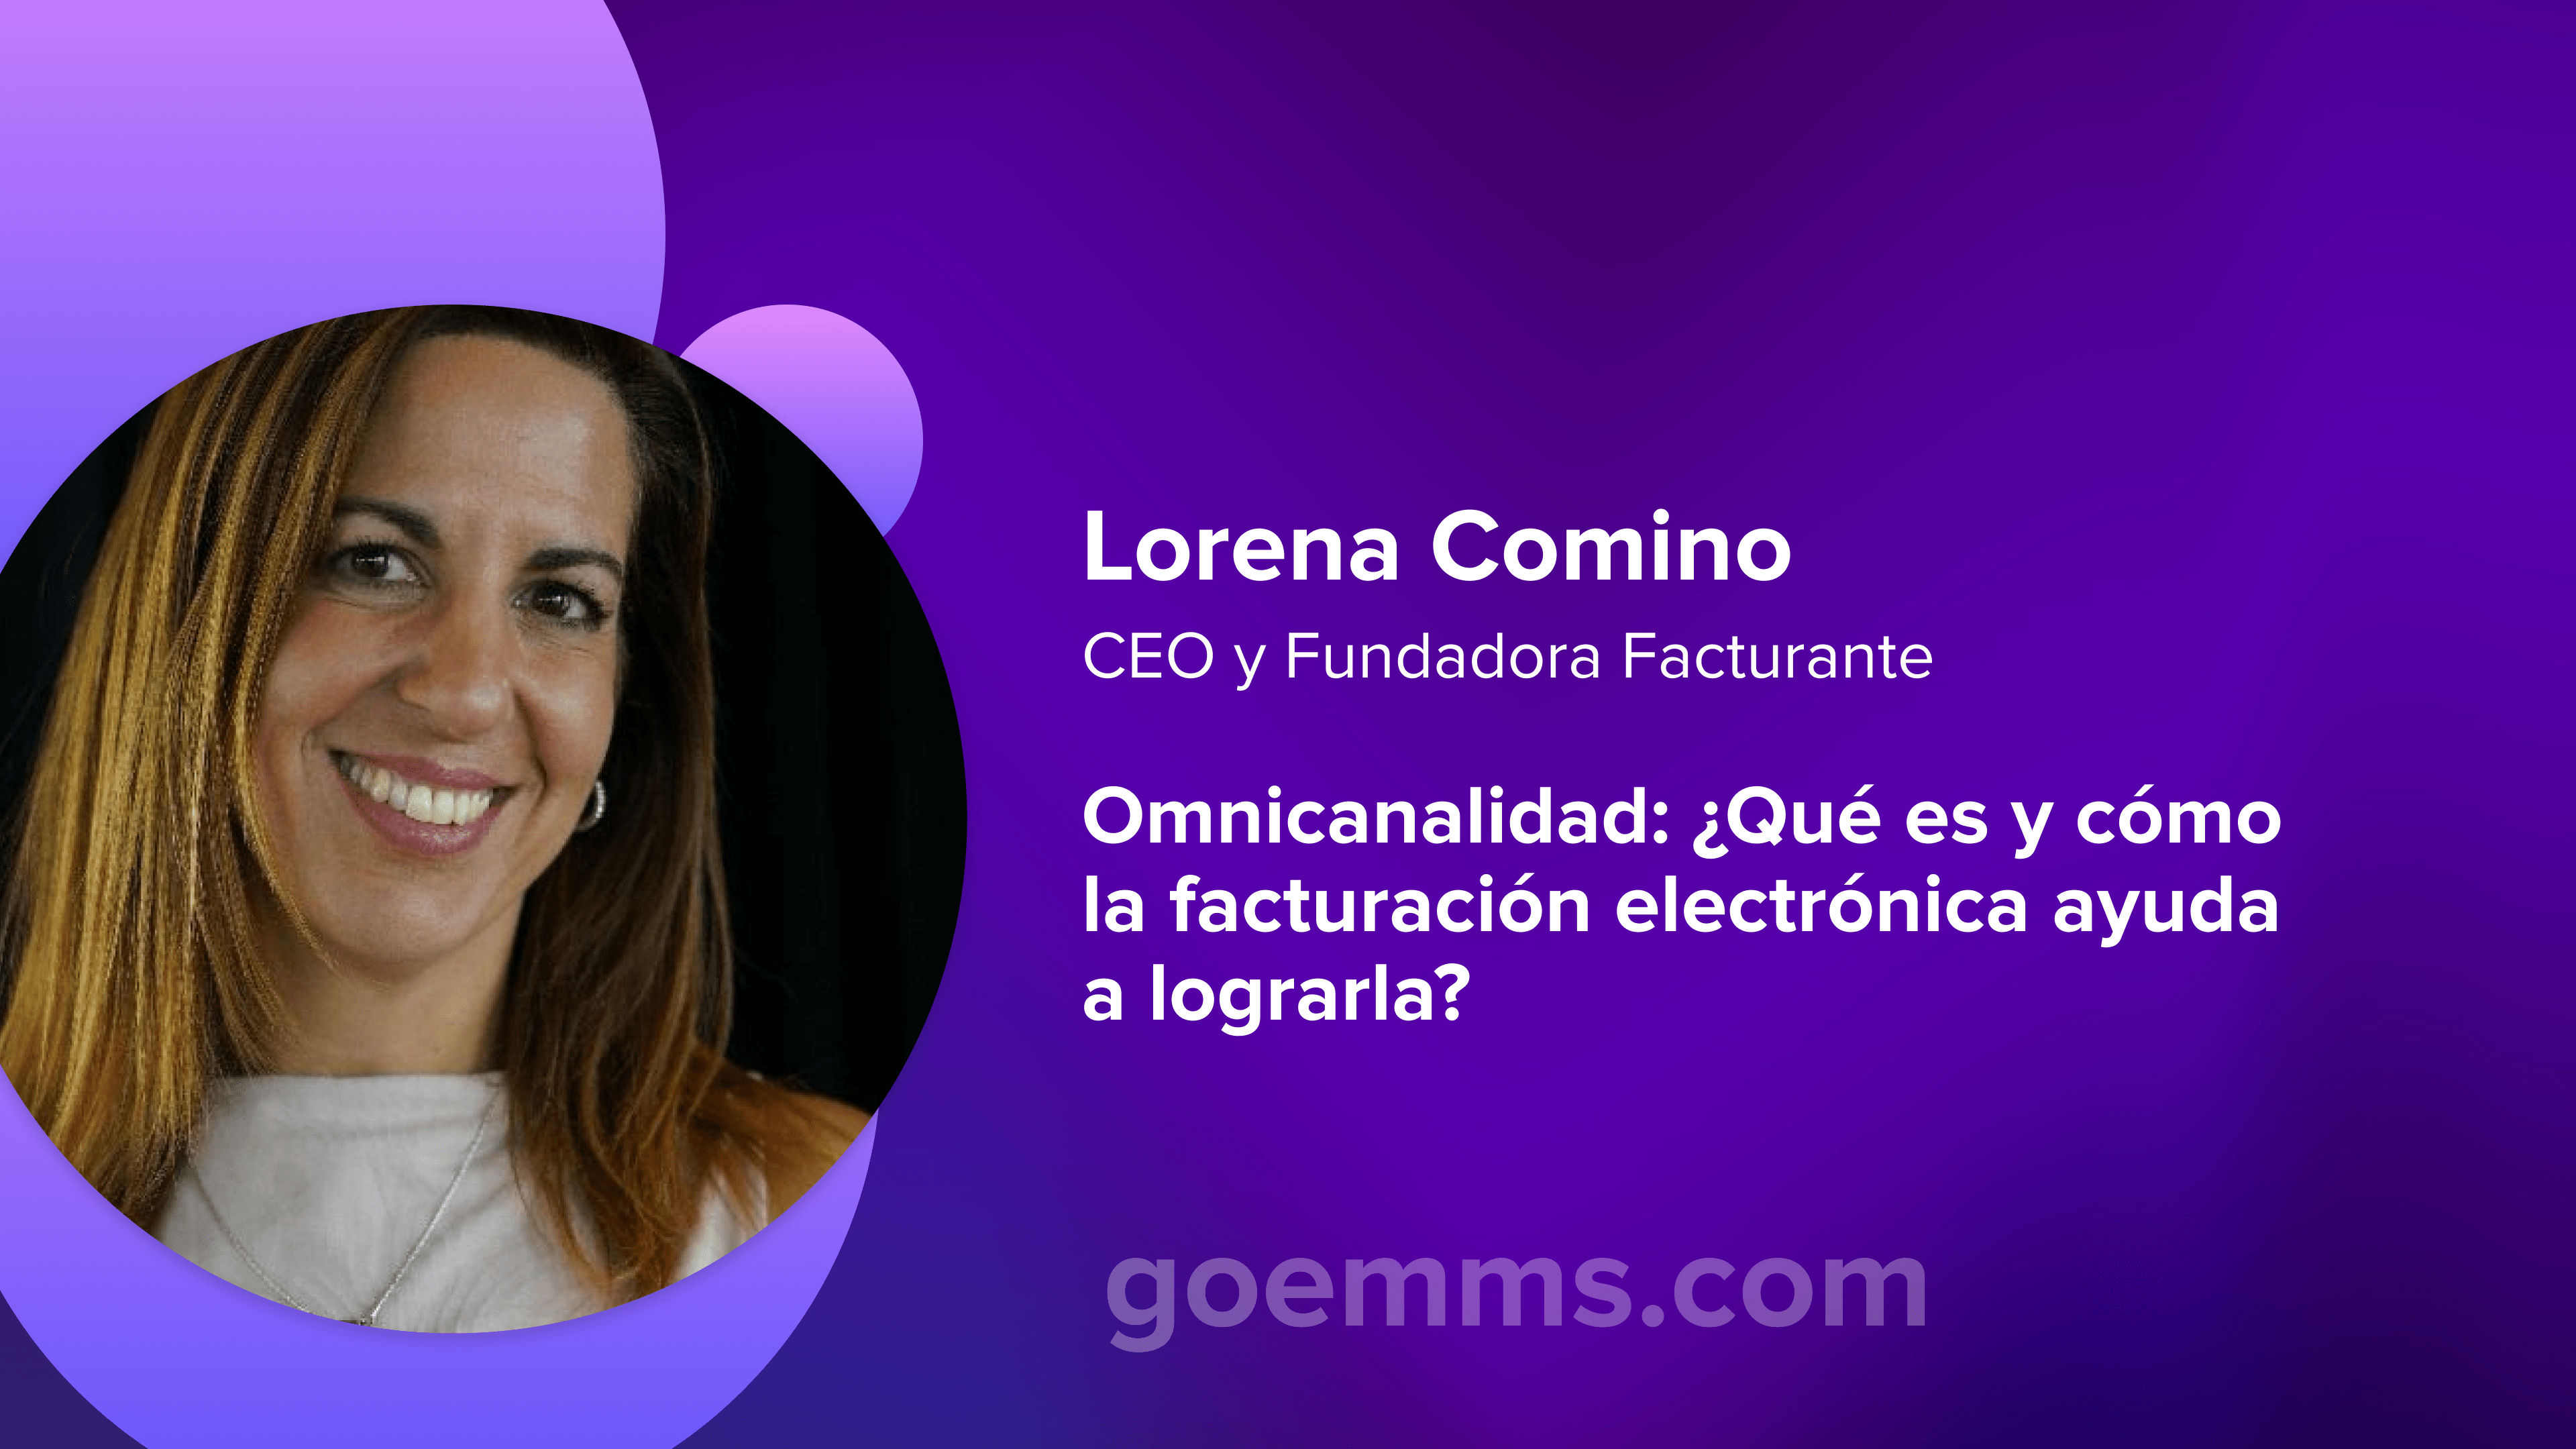 Lorena Comino
CEO y Fundadora Facturante
Omnicanalidad: ¿Qué es y cómo
la facturación electrónica ayuda
a lograrla?
goemms.com